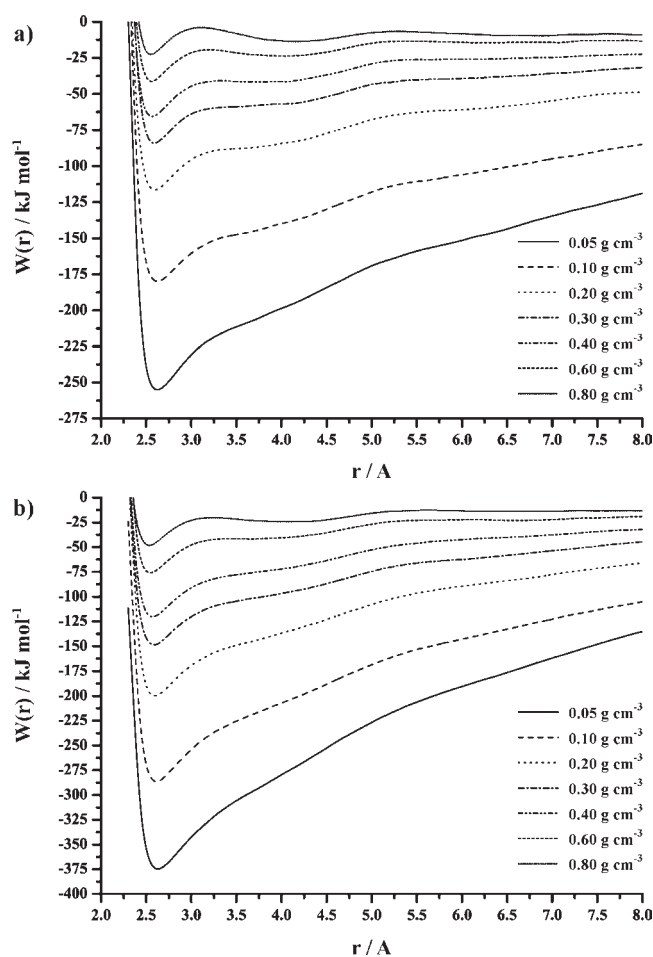 a)
0
-25
-50
-75
-100
-125
-150
-175
-200
-225
-250
-275
W(r) / kJ mol⁻¹
0.05 g cm⁻³
0.10 g cm⁻³
0.20 g cm⁻³
0.30 g cm⁻³
0.40 g cm⁻³
0.60 g cm⁻³
0.80 g cm⁻³
2.0 2.5 3.0 3.5 4.0 4.5 5.0 5.5 6.0 6.5 7.0 7.5 8.0
r / A
b)
0
-25
-50
-75
-100
-125
-150
-175
-200
-225
-250
-275
-300
-325
-350
-375
-400
W(r) / kJ mol⁻¹
0.05 g cm⁻³
0.10 g cm⁻³
0.20 g cm⁻³
0.30 g cm⁻³
0.40 g cm⁻³
0.60 g cm⁻³
0.80 g cm⁻³
2.0 2.5 3.0 3.5 4.0 4.5 5.0 5.5 6.0 6.5 7.0 7.5 8.0
r / A